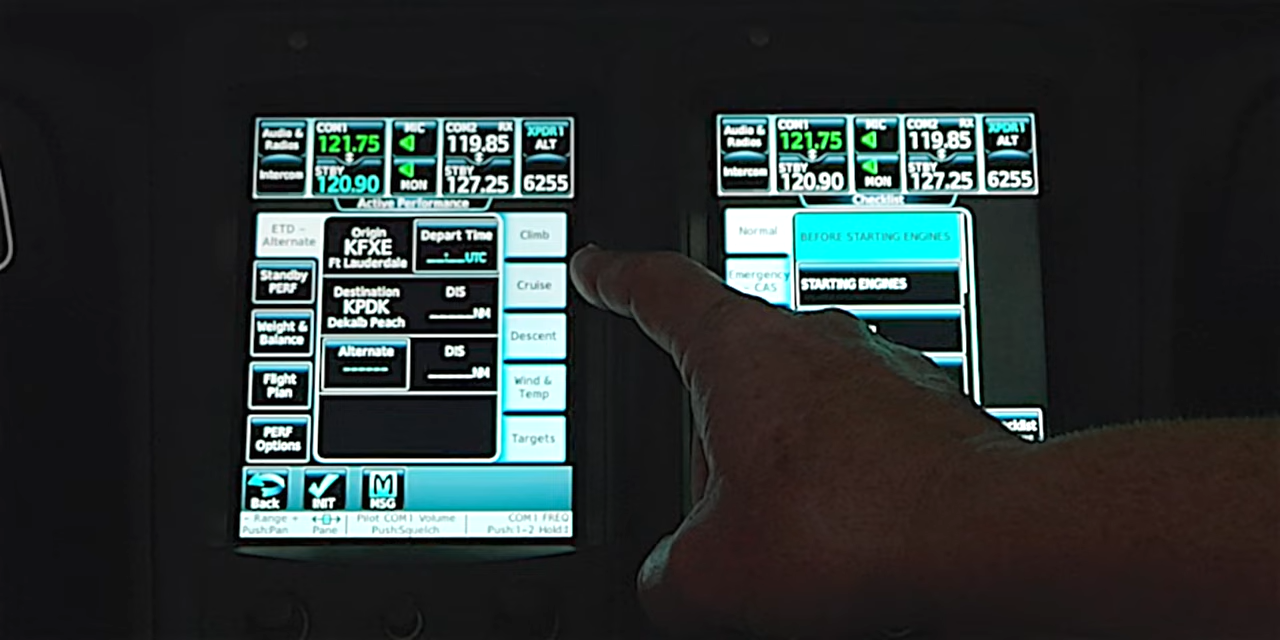 Audio &
Radios
Intercom
COM1
121.75
STBY
120.90
MIC
MON
COM2 RX
119.85
STBY
127.25
XPDR1
ALT
6255
Active Performance
ETD –
Alternate
Standby
PERF
Weight &
Balance
Flight
Plan
PERF
Options
Origin
KFXE
Ft Lauderdale
Depart Time
__:__UTC
Destination
KPDK
Dekalb Peach
DIS
_____NM
Alternate
------
DIS
_____NM
Climb
Cruise
Descent
Wind &
Temp
Targets
Back
INIT
MSG
- Range +
Push:Pan
Pane
Pilot COM1 Volume
Push:Squelch
COM1 FREQ
Push:1-2 Hold:↕
Audio &
Radios
Intercom
COM1
121.75
STBY
120.90
MIC
MON
COM2 RX
119.85
STBY
127.25
XPDR1
ALT
6255
Checklist
Normal
Emergency
- CAS
BEFORE STARTING ENGINES
STARTING ENGINES
cklist